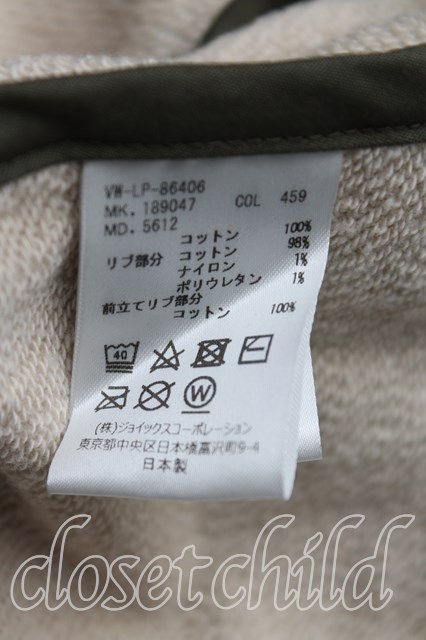 VW-LP-86406
MK. 189047 COL 459
MD. 5612
コットン 100%
リブ部分 コットン 98%
ナイロン 1%
ポリウレタン 1%
前立てリブ部分
コットン 100%
40
W
(株)ジョイックスコーポレーション
東京都中央区日本橋富沢町9-4
日本製
closet child